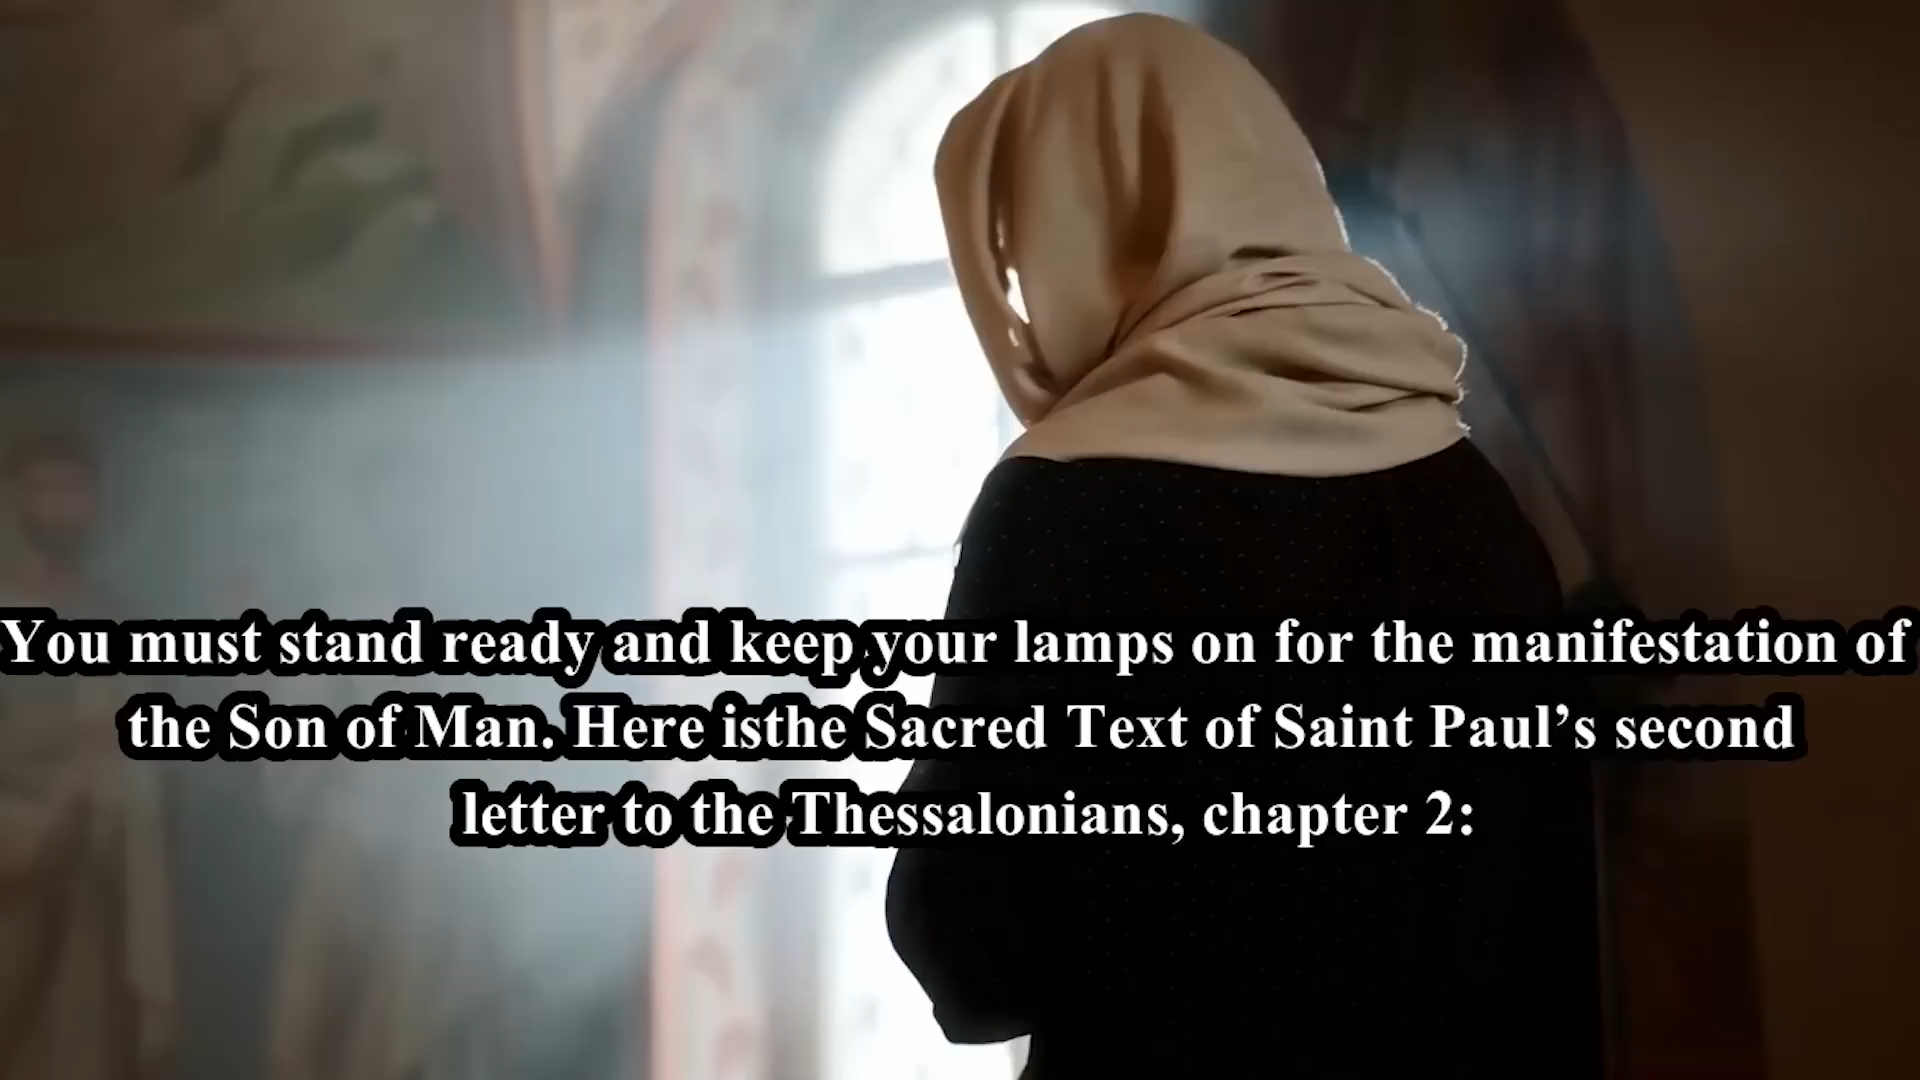 You must stand ready and keep your lamps on for the manifestation of
the Son of Man. Here isthe Sacred Text of Saint Paul’s second
letter to the Thessalonians, chapter 2: